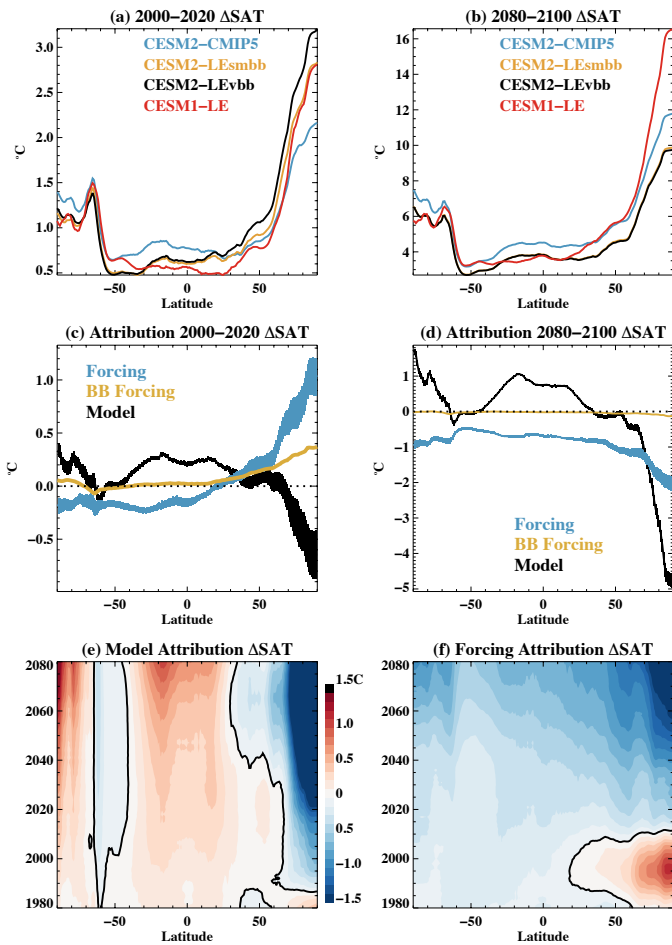 (a) 2000−2020 ΔSAT
3.0
2.5
2.0
1.5
1.0
0.5
°C
CESM2−CMIP5
CESM2−LEsmbb
CESM2−LEvbb
CESM1−LE
−50 0 50
Latitude
(b) 2080−2100 ΔSAT
16
14
12
10
8
6
4
°C
CESM2−CMIP5
CESM2−LEsmbb
CESM2−LEvbb
CESM1−LE
−50 0 50
Latitude
(c) Attribution 2000−2020 ΔSAT
1.0
0.5
0.0
−0.5
°C
Forcing
BB Forcing
Model
−50 0 50
Latitude
(d) Attribution 2080−2100 ΔSAT
1
0
−1
−2
−3
−4
−5
°C
Forcing
BB Forcing
Model
−50 0 50
Latitude
(e) Model Attribution ΔSAT
2080
2060
2040
2020
2000
1980
−50 0 50
Latitude
1.5C
1.0
0.5
0
−0.5
−1.0
−1.5
(f) Forcing Attribution ΔSAT
2080
2060
2040
2020
2000
1980
−50 0 50
Latitude